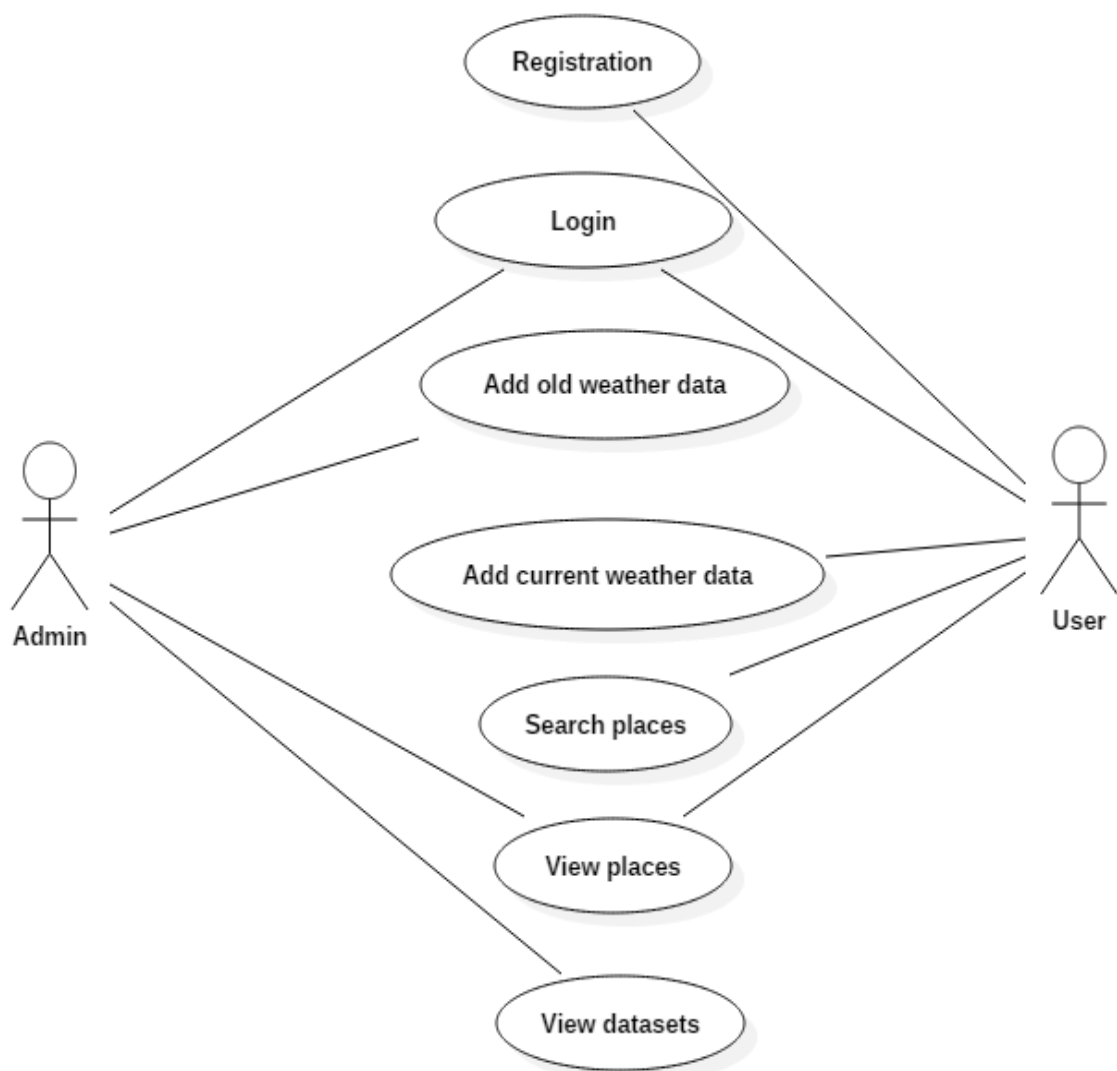 Registration
Login
Add old weather data
Add current weather data
Admin
User
Search places
View places
View datasets